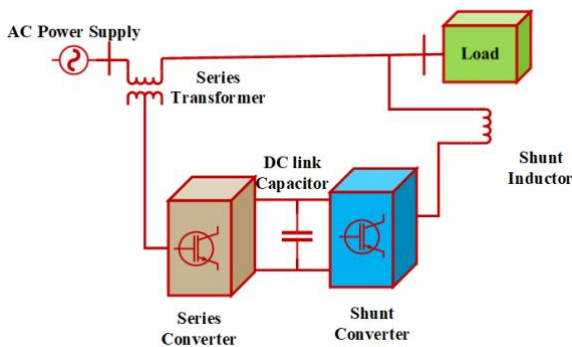 AC Power Supply
Load
Series
Transformer
DC link
Capacitor
Shunt
Inductor
Series
Converter
Shunt
Converter